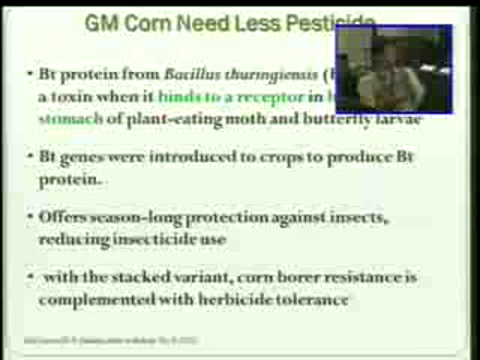 GM Corn Need Less Pesticide
• Bt protein from Bacillus thuringiensis
a toxin when it binds to a receptor in
stomach of plant-eating moth and butterfly larvae
• Bt genes were introduced to crops to produce Bt
protein.
• Offers season-long protection against insects,
reducing insecticide use
• with the stacked variant, corn borer resistance is
complemented with herbicide tolerance